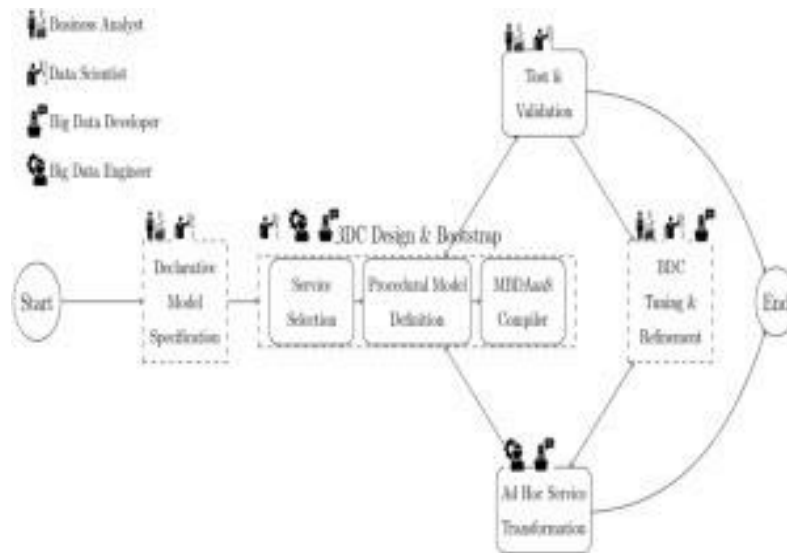 Business Analyst
Data Scientist
Big Data Developer
Big Data Engineer
Test &
Validation
BDC Design & Bootstrap
Start
Declarative
Model
Specification
Service
Selection
Procedural Model
Definition
MBDAaaS
Compiler
BDC
Tuning &
Refinement
End
Ad Hoc Service
Transformation